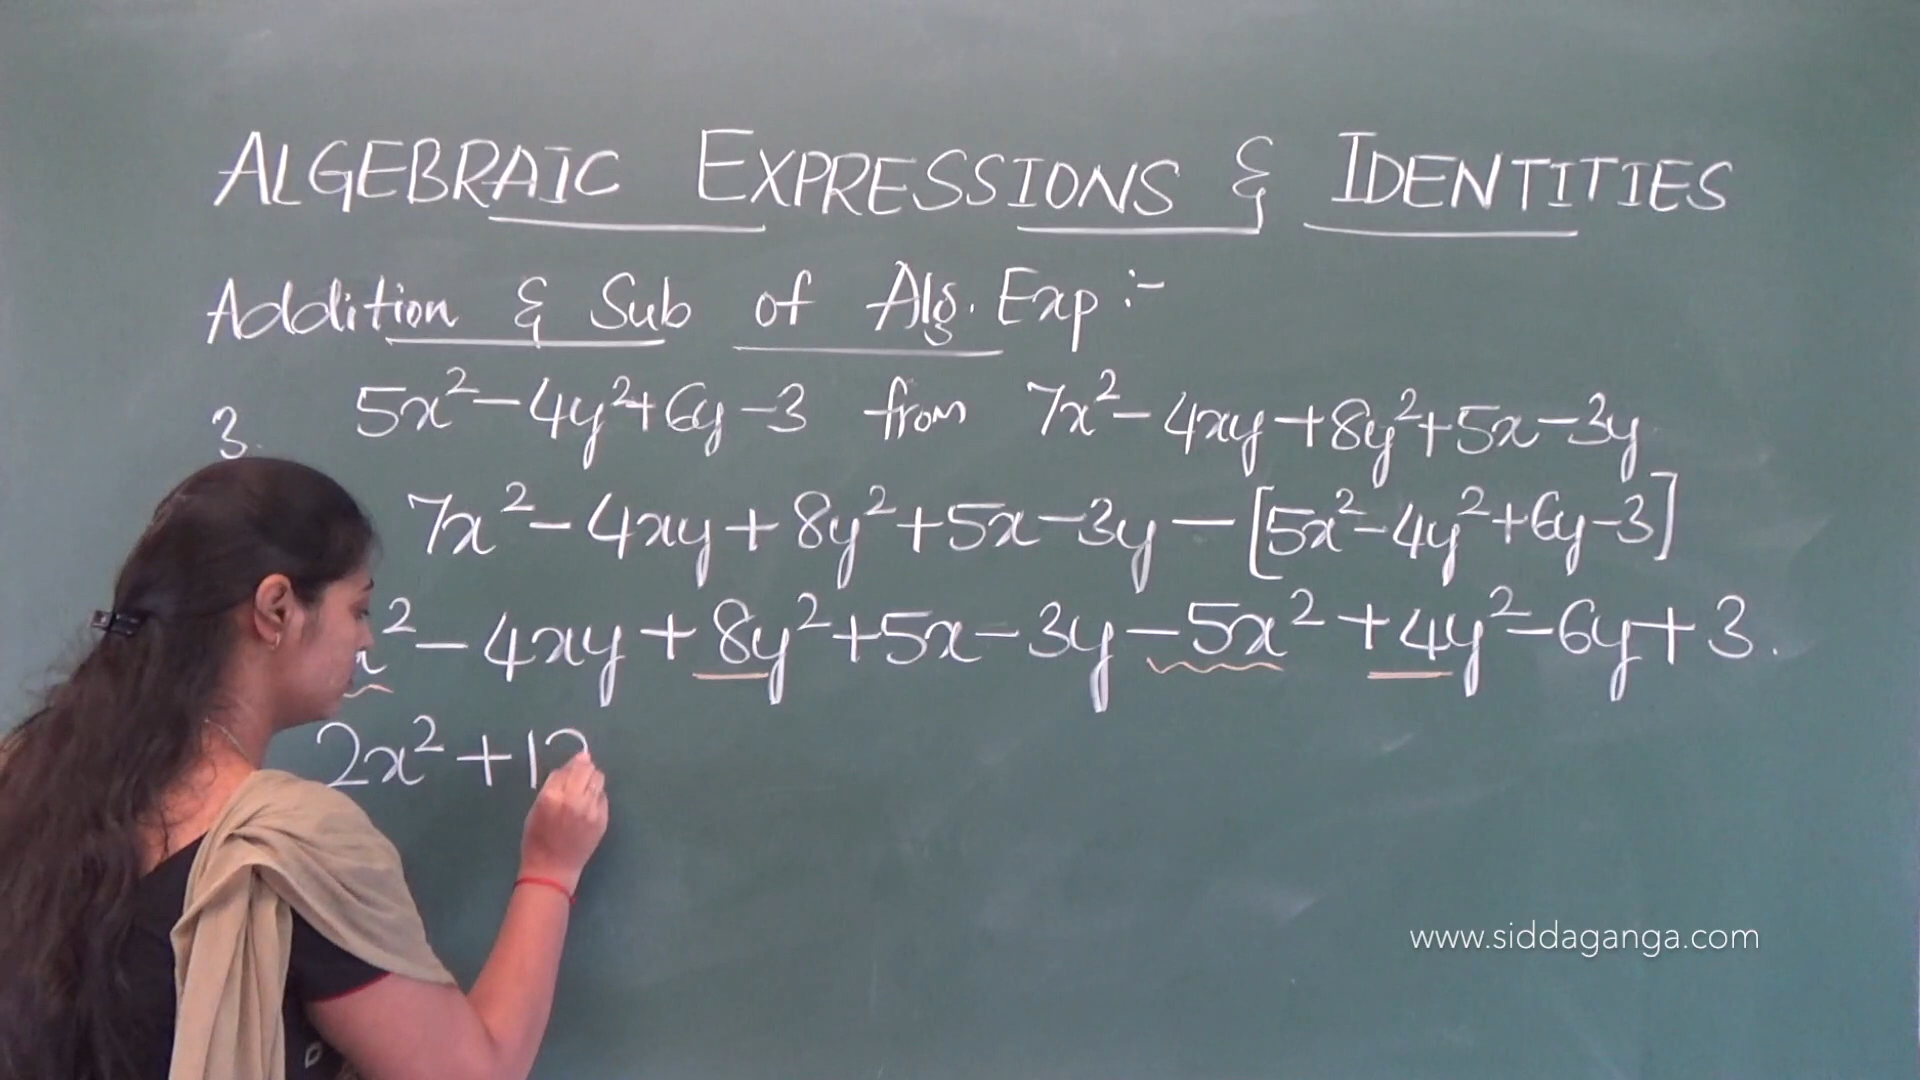 ALGEBRAIC EXPRESSIONS & IDENTITIES
Addition & Sub of Alg. Exp :-
3. 5x² - 4y² + 6y - 3 from 7x² - 4xy + 8y² + 5x - 3y
7x² - 4xy + 8y² + 5x - 3y - [5x² - 4y² + 6y - 3]
x² - 4xy + 8y² + 5x - 3y - 5x² + 4y² - 6y + 3.
2x² + 12
www.siddaganga.com